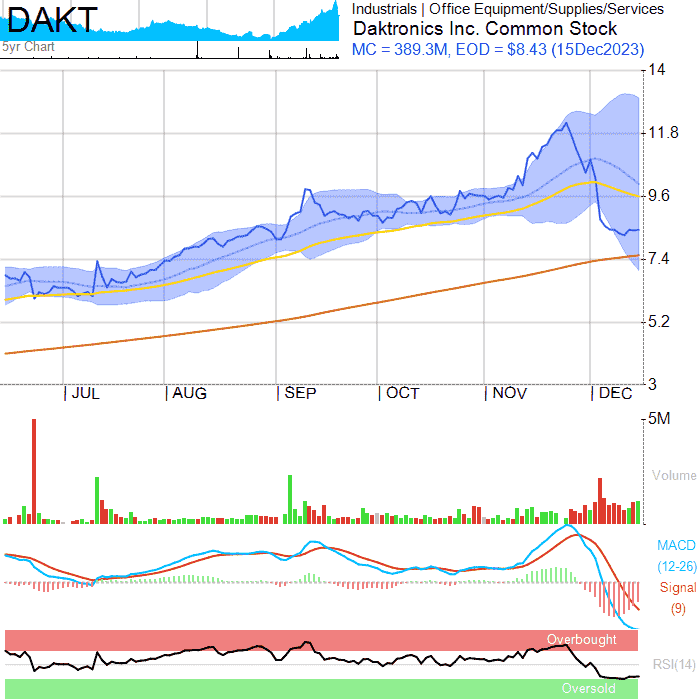 DAKT
5yr Chart
Industrials | Office Equipment/Supplies/Services
Daktronics Inc. Common Stock
MC = 389.3M, EOD = $8.43 (15Dec2023)
14
11.8
9.6
7.4
5.2
3
JUL
AUG
SEP
OCT
NOV
DEC
5M
Volume
MACD
(12-26)
Signal
(9)
Overbought
RSI(14)
Oversold